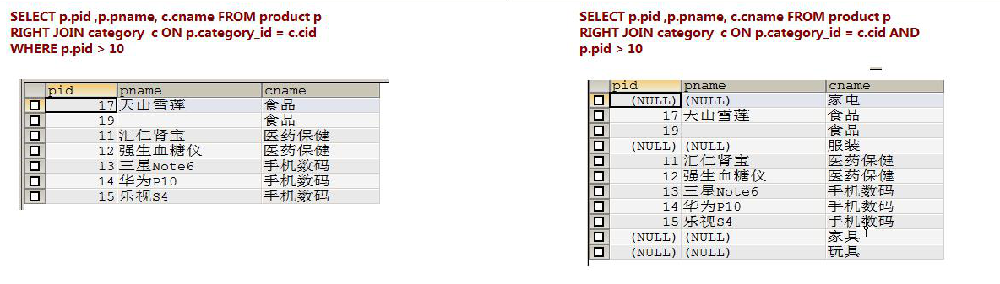 SELECT p.pid ,p.pname, c.cname FROM product p
RIGHT JOIN category  c ON p.category_id = c.cid
WHERE p.pid > 10
pid pname cname
17 天山雪莲 食品
19 食品
11 汇仁肾宝 医药保健
12 强生血糖仪 医药保健
13 三星Note6 手机数码
14 华为P10 手机数码
15 乐视S4 手机数码
SELECT p.pid ,p.pname, c.cname FROM product p
RIGHT JOIN category  c ON p.category_id = c.cid AND
p.pid > 10
pid pname cname
(NULL) (NULL) 家电
17 天山雪莲 食品
19 食品
(NULL) (NULL) 服装
11 汇仁肾宝 医药保健
12 强生血糖仪 医药保健
13 三星Note6 手机数码
14 华为P10 手机数码
15 乐视S4 手机数码
(NULL) (NULL) 家具
(NULL) (NULL) 玩具